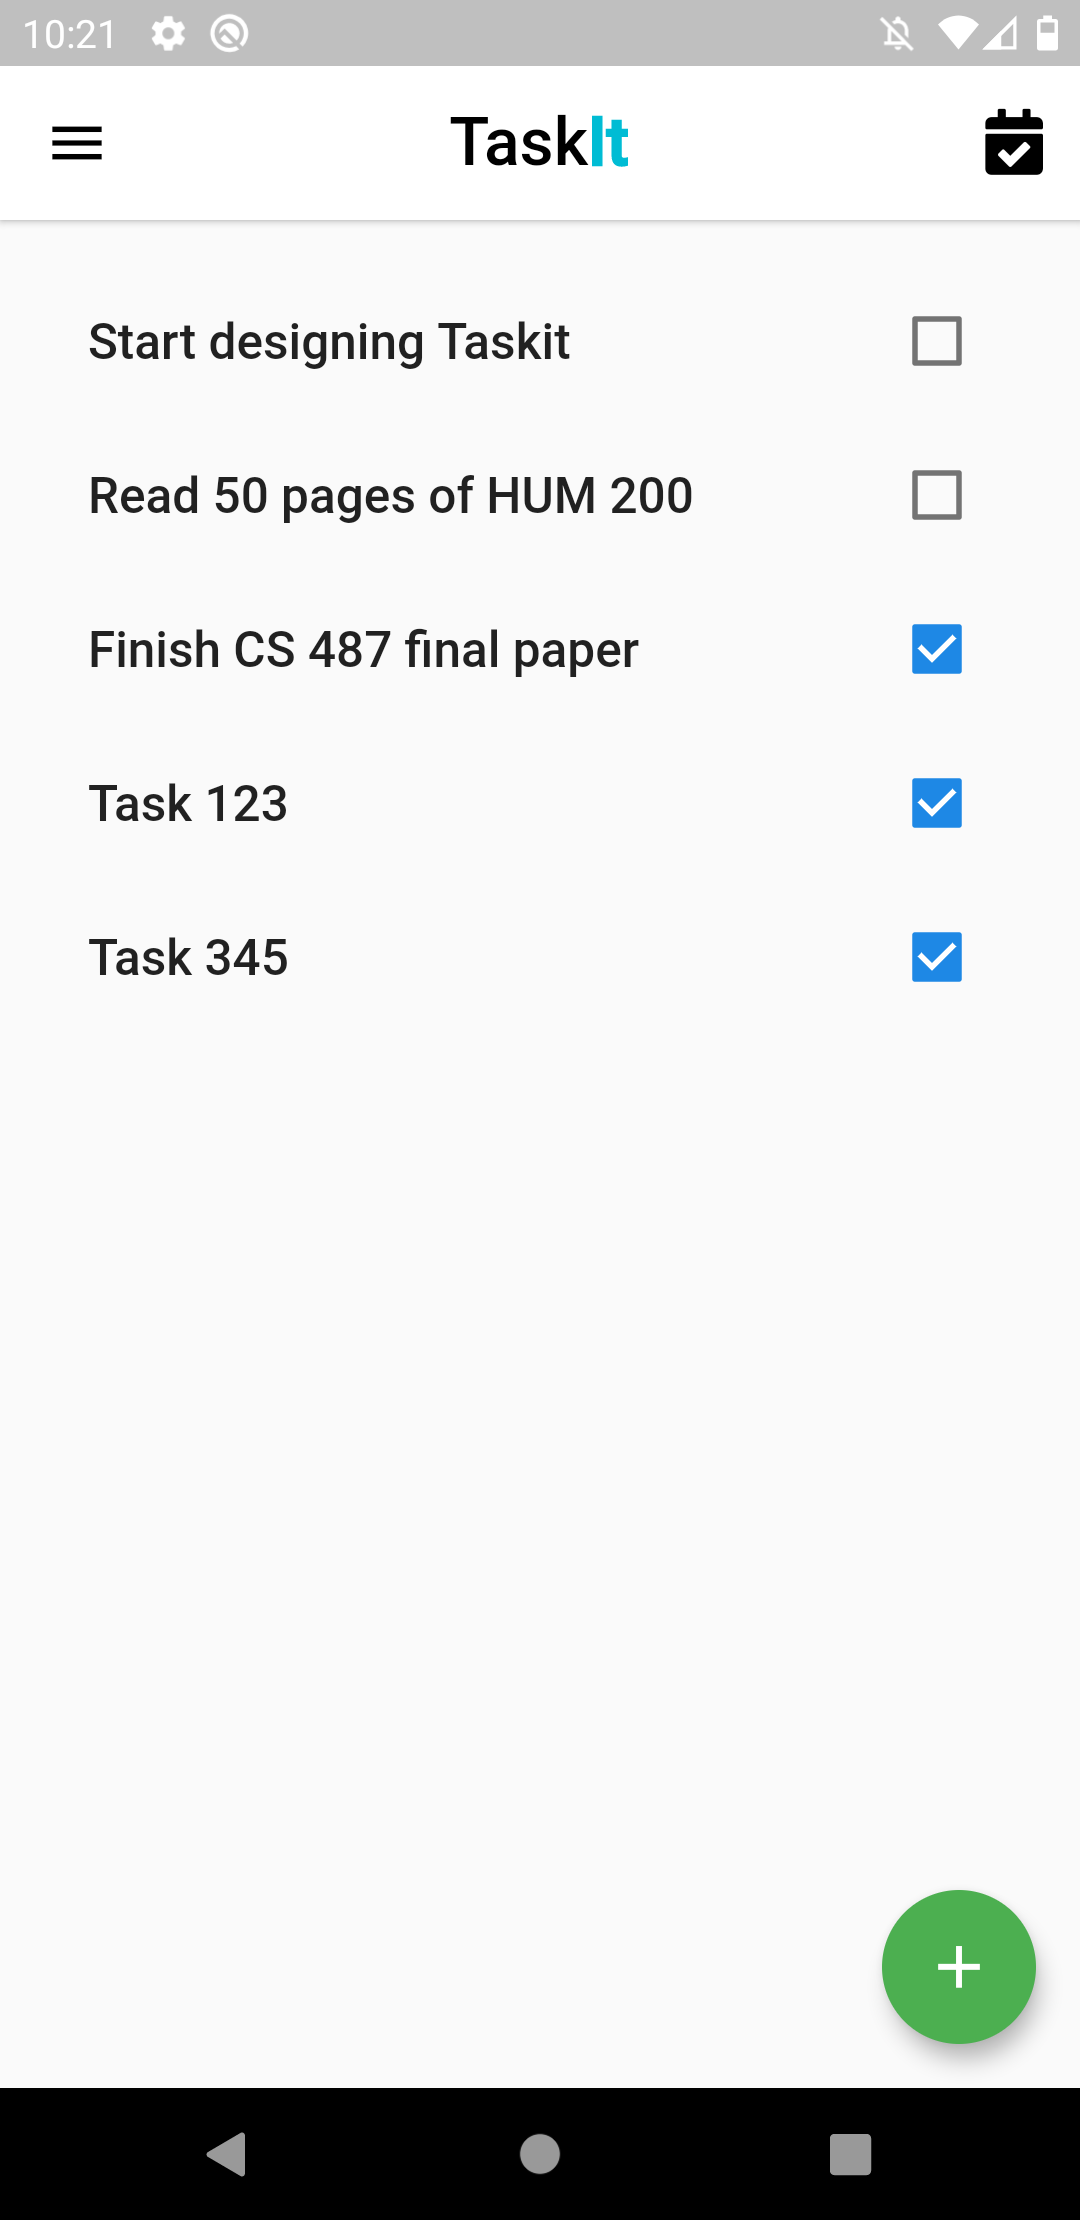 10:21
TaskIt
Start designing Taskit
Read 50 pages of HUM 200
Finish CS 487 final paper
Task 123
Task 345